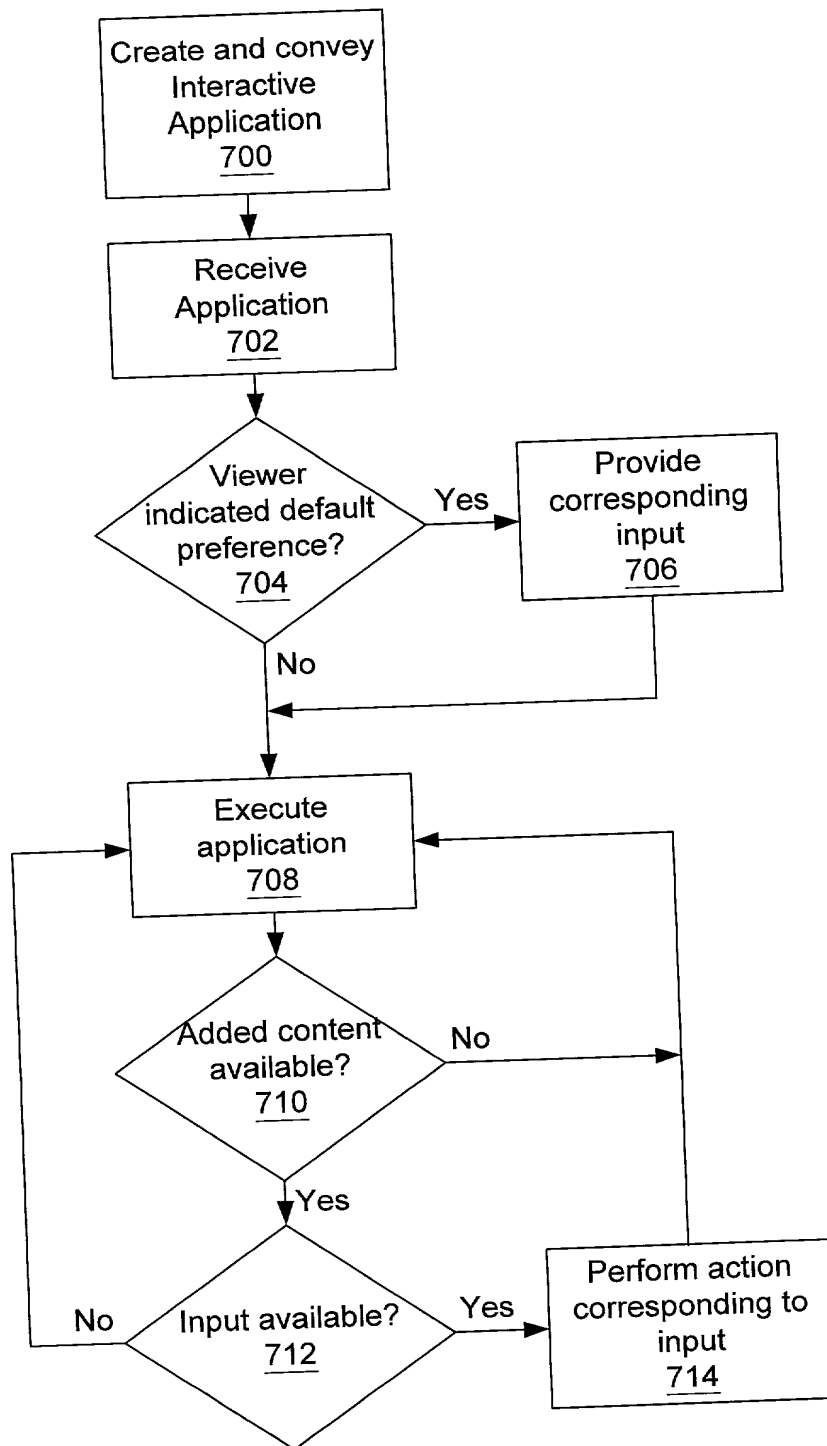 Create and convey
Interactive
Application
700
Receive
Application
702
Viewer
indicated default
preference?
704
Yes
Provide
corresponding
input
706
No
Execute
application
708
Added content
available?
710
No
Yes
Input available?
712
No
Yes
Perform action
corresponding to
input
714